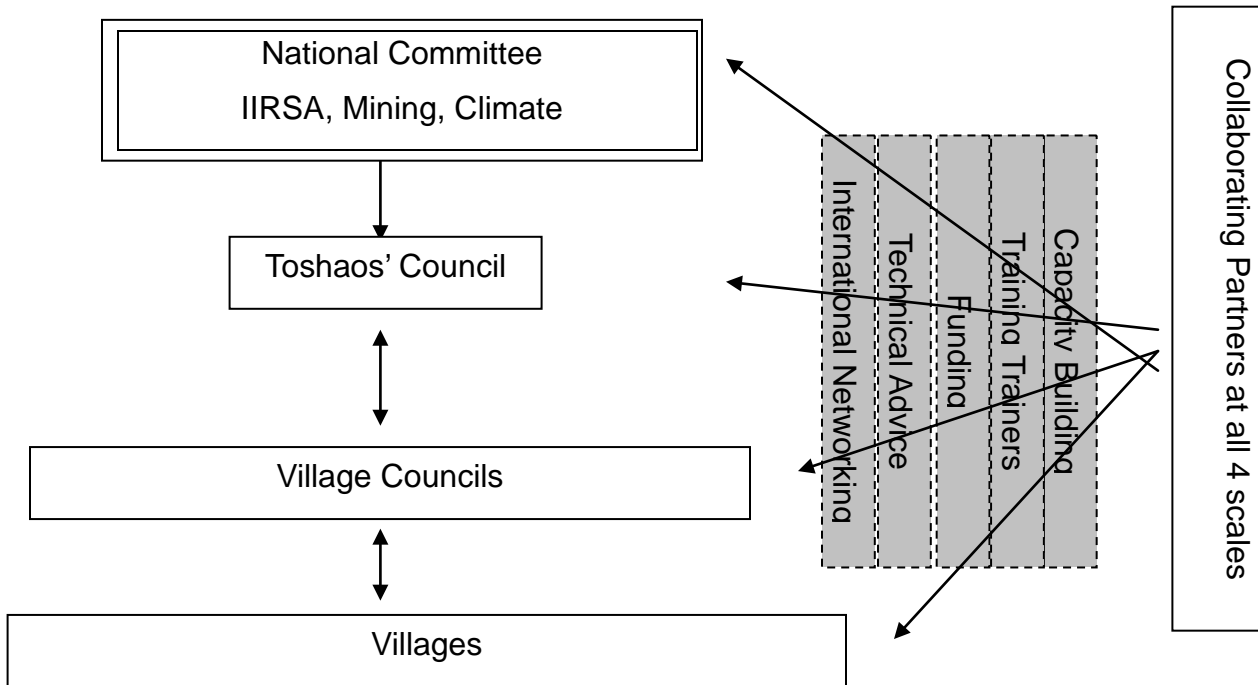 National Committee
IIRSA, Mining, Climate
Toshaos’ Council
Village Councils
Villages
International Networking
Technical Advice
Funding
Training Trainers
Capacity Building
Collaborating Partners at all 4 scales